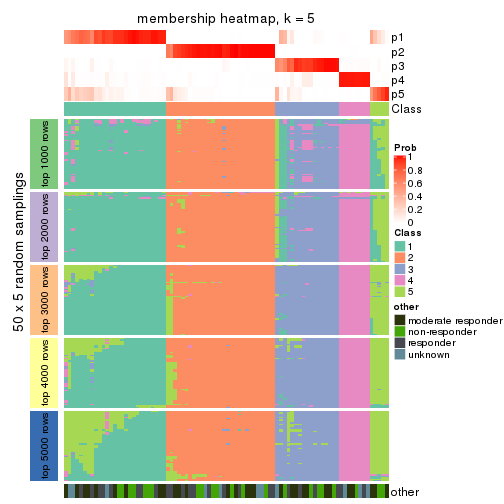 membership heatmap, k = 5
p1
p2
p3
p4
p5
Class
50 x 5 random samplings
top 1000 rows
top 2000 rows
top 3000 rows
top 4000 rows
top 5000 rows
other
Prob
1
0.8
0.6
0.4
0.2
0
Class
1
2
3
4
5
other
moderate responder
non-responder
responder
unknown